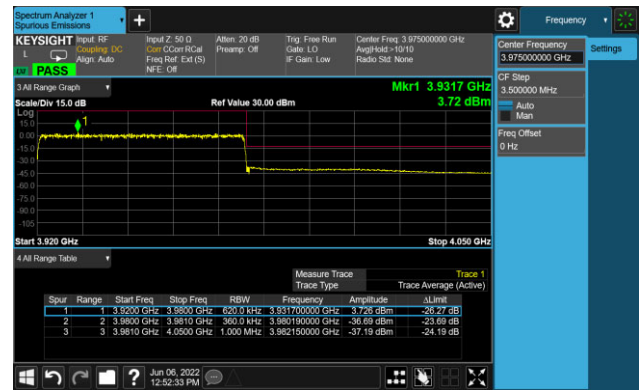 Spectrum Analyzer 1
Spurious Emissions
Frequency
KEYSIGHT Input: RF Input Z: 50 Ω Atten: 20 dB Trig: Free Run Center Freq: 3.975000000 GHz
L Coupling: DC Corr CCorr RCal Preamp: Off Gate: LO Avg|Hold:>10/10
Align: Auto Freq Ref: Ext (S) IF Gain: Low Radio Std: None
NFE: Off
PASS
Center Frequency
3.975000000 GHz
Settings
CF Step
3.500000 MHz
Auto
Man
Freq Offset
0 Hz
3 All Range Graph
Mkr1 3.9317 GHz
Scale/Div 15.0 dB Ref Value 30.00 dBm 3.72 dBm
Log
1
15.0
0.00
-15.0
-30.0
-45.0
-60.0
-75.0
-90.0
-105
Start 3.920 GHz Stop 4.050 GHz
4 All Range Table
Measure Trace Trace 1
Trace Type Trace Average (Active)
Spur Range Start Freq Stop Freq RBW Frequency Amplitude ΔLimit
1 1 3.9200 GHz 3.9800 GHz 620.0 kHz 3.931700000 GHz 3.726 dBm -26.27 dB
2 2 3.9800 GHz 3.9810 GHz 360.0 kHz 3.980190000 GHz -36.69 dBm -23.69 dB
3 3 3.9810 GHz 4.0500 GHz 1.000 MHz 3.982150000 GHz -37.19 dBm -24.19 dB
Jun 06, 2022
12:52:33 PM